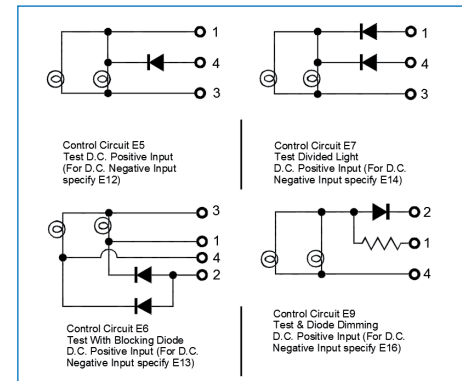 1
4
3
Control Circuit E5
Test D.C. Positive Input
(For D.C. Negative Input
specify E12)
1
4
3
Control Circuit E7
Test Divided Light
D.C. Positive Input (For D.C.
Negative Input specify E14)
3
1
4
2
Control Circuit E6
Test With Blocking Diode
D.C. Positive Input (For D.C.
Negative Input specify E13)
2
1
4
Control Circuit E9
Test & Diode Dimming
D.C. Positive Input (For D.C.
Negative Input specify E16)